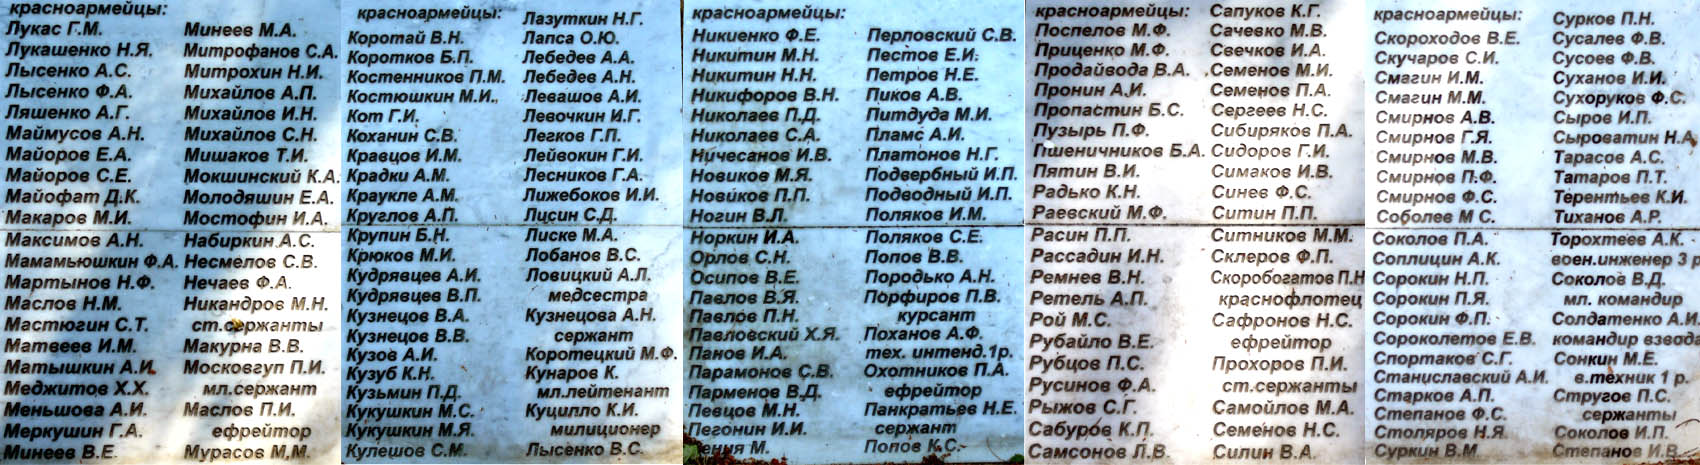 красноармейцы:
Лукас Г.М.
Лукашенко Н.Я.
Лысенко А.С.
Лысенко Ф.А.
Ляшенко А.Г.
Маймусов А.Н.
Майоров Е.А.
Майоров С.Е.
Майофат Д.К.
Макаров М.И.
Максимов А.Н.
Мамамьюшкин Ф.А.
Мартынов Н.Ф.
Маслов Н.М.
Мастюгин С.Т.
Матвеев И.М.
Матышкин А.И.
Меджитов Х.Х.
Меньшова А.И.
Меркушин Г.А.
Минеев В.Е.
Минеев М.А.
Митрофанов С.А.
Митрохин Н.И.
Михайлов А.П.
Михайлов И.Н.
Михайлов С.Н.
Мишаков Т.И.
Мокшинский К.А.
Молодяшин Е.А.
Мостофин И.А.
Набиркин А.С.
Несмелов С.В.
Нечаев Ф.А.
Никандров М.Н.
ст.сержанты
Макурна В.В.
Московгуп П.И.
мл.сержант
Маслов П.И.
ефрейтор
Мурасов М.М.
красноармейцы:
Коротай В.Н.
Коротков Б.П.
Костенников П.М.
Костюшкин М.И.
Кот Г.И.
Коханин С.В.
Кравцов И.М.
Крадки А.М.
Краукле А.М.
Круглов А.П.
Крупин Б.Н.
Крюков М.И.
Кудрявцев А.И.
Кудрявцев В.П.
Кузнецов В.А.
Кузнецов В.В.
Кузов А.И.
Кузуб К.Н.
Кузьмин П.Д.
Кукушкин М.С.
Кукушкин М.Я.
Кулешов С.М.
Лазуткин Н.Г.
Лапса О.Ю.
Лебедев А.А.
Лебедев А.Н.
Левашов А.И.
Левочкин И.Г.
Легков Г.П.
Лейвокин Г.И.
Лесников Г.А.
Лижебоков И.И.
Лисин С.Д.
Лиске М.А.
Лобанов В.С.
Ловицкий А.Л.
медсестра
Кузнецова А.Н.
сержант
Коротецкий М.Ф.
Кунаров К.
мл.лейтенант
Куцилло К.И.
милиционер
Лысенко В.С.
красноармейцы:
Никиенко Ф.Е.
Никитин М.Н.
Никитин Н.Н.
Никифоров В.Н.
Николаев П.Д.
Николаев С.А.
Ничесанов И.В.
Новиков М.Я.
Новиков П.П.
Ногин В.Л.
Норкин И.А.
Орлов С.Н.
Осипов В.Е.
Павлов В.Я.
Павлов П.Н.
Павловский Х.Я.
Панов И.А.
Парамонов С.В.
Парменов В.Д.
Певцов М.Н.
Пегонин И.И.
М.
Перловский С.В.
Пестов Е.И.
Петров Н.Е.
Пиков А.В.
Питдуда М.И.
Пламс А.И.
Платонов Н.Г.
Подвербный И.П.
Подводный И.П.
Поляков И.М.
Поляков С.Е.
Попов В.В.
Породько А.Н.
Порфиров П.В.
курсант
Поханов А.Ф.
тех. интенд.1р.
Охотников П.А.
ефрейтор
Панкратьев Н.Е.
сержант
Попов К.С.
красноармейцы:
Поспелов М.Ф.
Приценко М.Ф.
Продайвода В.А.
Пронин А.И.
Пропастин Б.С.
Пузырь П.Ф.
Пшеничников Б.А.
Пятин В.И.
Радько К.Н.
Раевский М.Ф.
Расин П.П.
Рассадин И.Н.
Ремнев В.Н.
Ретель А.П.
Рой М.С.
Рубайло В.Е.
Рубцов П.С.
Русинов Ф.А.
Рыжов С.Г.
Сабуров К.П.
Самсонов Л.В.
Сапуков К.Г.
Сачевко М.В.
Свечков И.А.
Семенов М.И.
Семенов П.А.
Сергеев Н.С.
Сибиряков П.А.
Сидоров Г.И.
Симаков И.В.
Синев Ф.С.
Ситин П.П.
Ситников М.М.
Склеров Ф.П.
Скоробогатов П.Н
краснофлотец
Сафронов Н.С.
ефрейтор
Прохоров П.И.
ст.сержанты
Самойлов М.А.
Семенов Н.С.
Силин В.А.
красноармейцы:
Скороходов В.Е.
Скучаров С.И.
Смагин И.М.
Смагин М.М.
Смирнов А.В.
Смирнов Г.Я.
Смирнов М.В.
Смирнов П.Ф.
Смирнов Ф.С.
Соболев М С.
Соколов П.А.
Соплицин А.К.
Сорокин Н.П.
Сорокин П.Я.
Сорокин Ф.П.
Сороколетов Е.В.
Спортаков С.Г.
Станиславский А.И.
Старков А.П.
Степанов Ф.С.
Столяров Н.Я.
Суркин В.М.
Сурков П.Н.
Сусалев Ф.В.
Сусоев Ф.В.
Суханов И.И.
Сухоруков Ф.С.
Сыров И.П.
Сыроватин Н.А.
Тарасов А.С.
Татаров П.Т.
Терентьев К.И.
Тиханов А.Р.
Торохтеев А.К.
воен.инженер 3 р
Соколов В.Д.
мл. командир
Солдатенко А.И.
командир взвода
Сонкин М.Е.
в.техник 1 р.
Стругов П.С.
сержанты
Соколов И.П.
Степанов И.В.